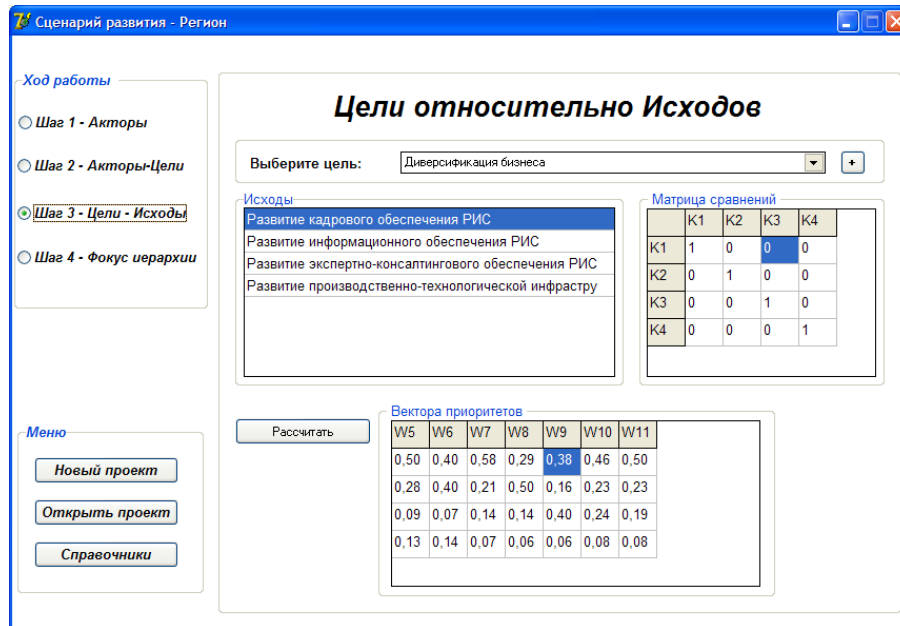 Сценарий развития - Регион
Ход работы
Шаг 1 - Акторы
Шаг 2 - Акторы-Цели
Шаг 3 - Цели - Исходы
Шаг 4 - Фокус иерархии
Меню
Новый проект
Открыть проект
Справочники
Цели относительно Исходов
Выберите цель: Диверсификация бизнеса +
Исходы
Развитие кадрового обеспечения РИС
Развитие информационного обеспечения РИС
Развитие экспертно-консалтингового обеспечения РИС
Развитие производственно-технологической инфрастру
Матрица сравнений
K1 K2 K3 K4
K1 1 0 0 0
K2 0 1 0 0
K3 0 0 1 0
K4 0 0 0 1
Рассчитать
Вектора приоритетов
W5 W6 W7 W8 W9 W10 W11
0,50 0,40 0,58 0,29 0,38 0,46 0,50
0,28 0,40 0,21 0,50 0,16 0,23 0,23
0,09 0,07 0,14 0,14 0,40 0,24 0,19
0,13 0,14 0,07 0,06 0,06 0,08 0,08